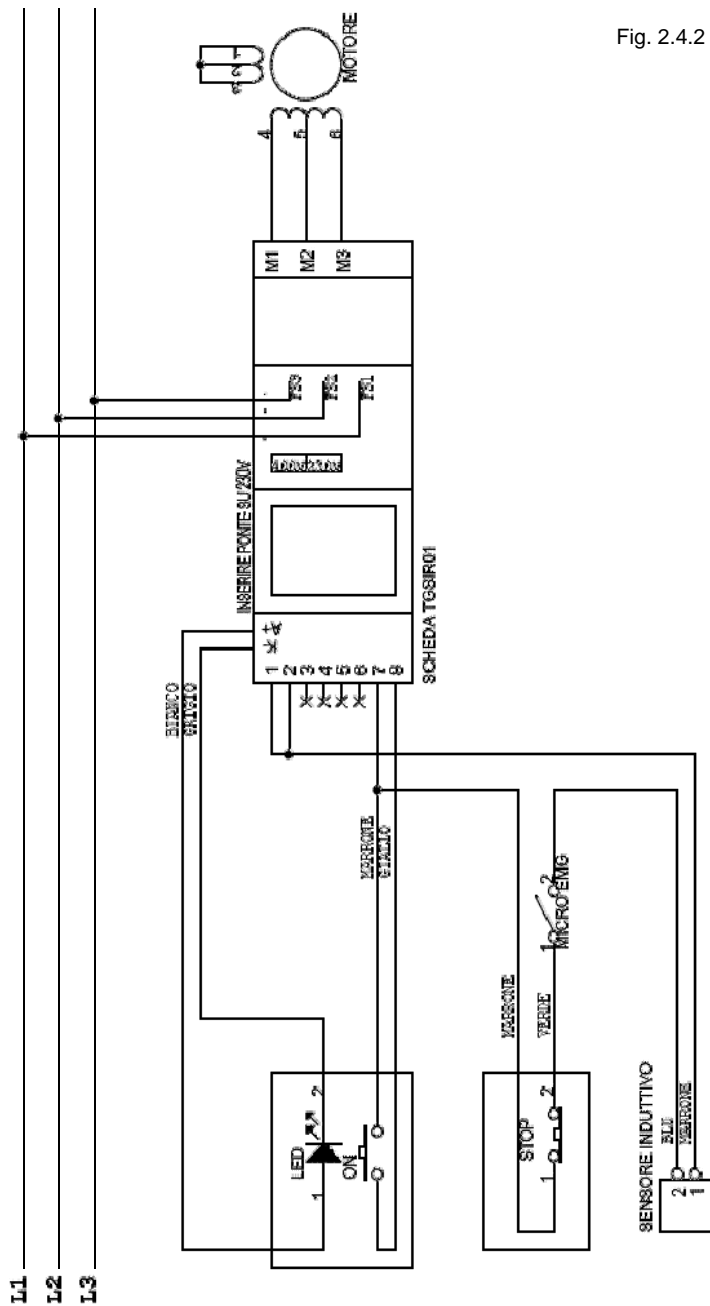 Fig. 2.4.2
L1
L2
L3
MOTORE
4
5
6
M1
M2
M3
FS1
INSERIRE PONTE SU 230V
SCHEDA TGSIR01
1
2
3
4
5
6
7
8
BIANCO
GRIGIO
MARRONE
GIALLO
LED
1
2
ON
MARRONE
VERDE
STOP
1
2
MICRO EMG
1
2
SENSORE INDUTTIVO
BLU
MARRONE
2
1